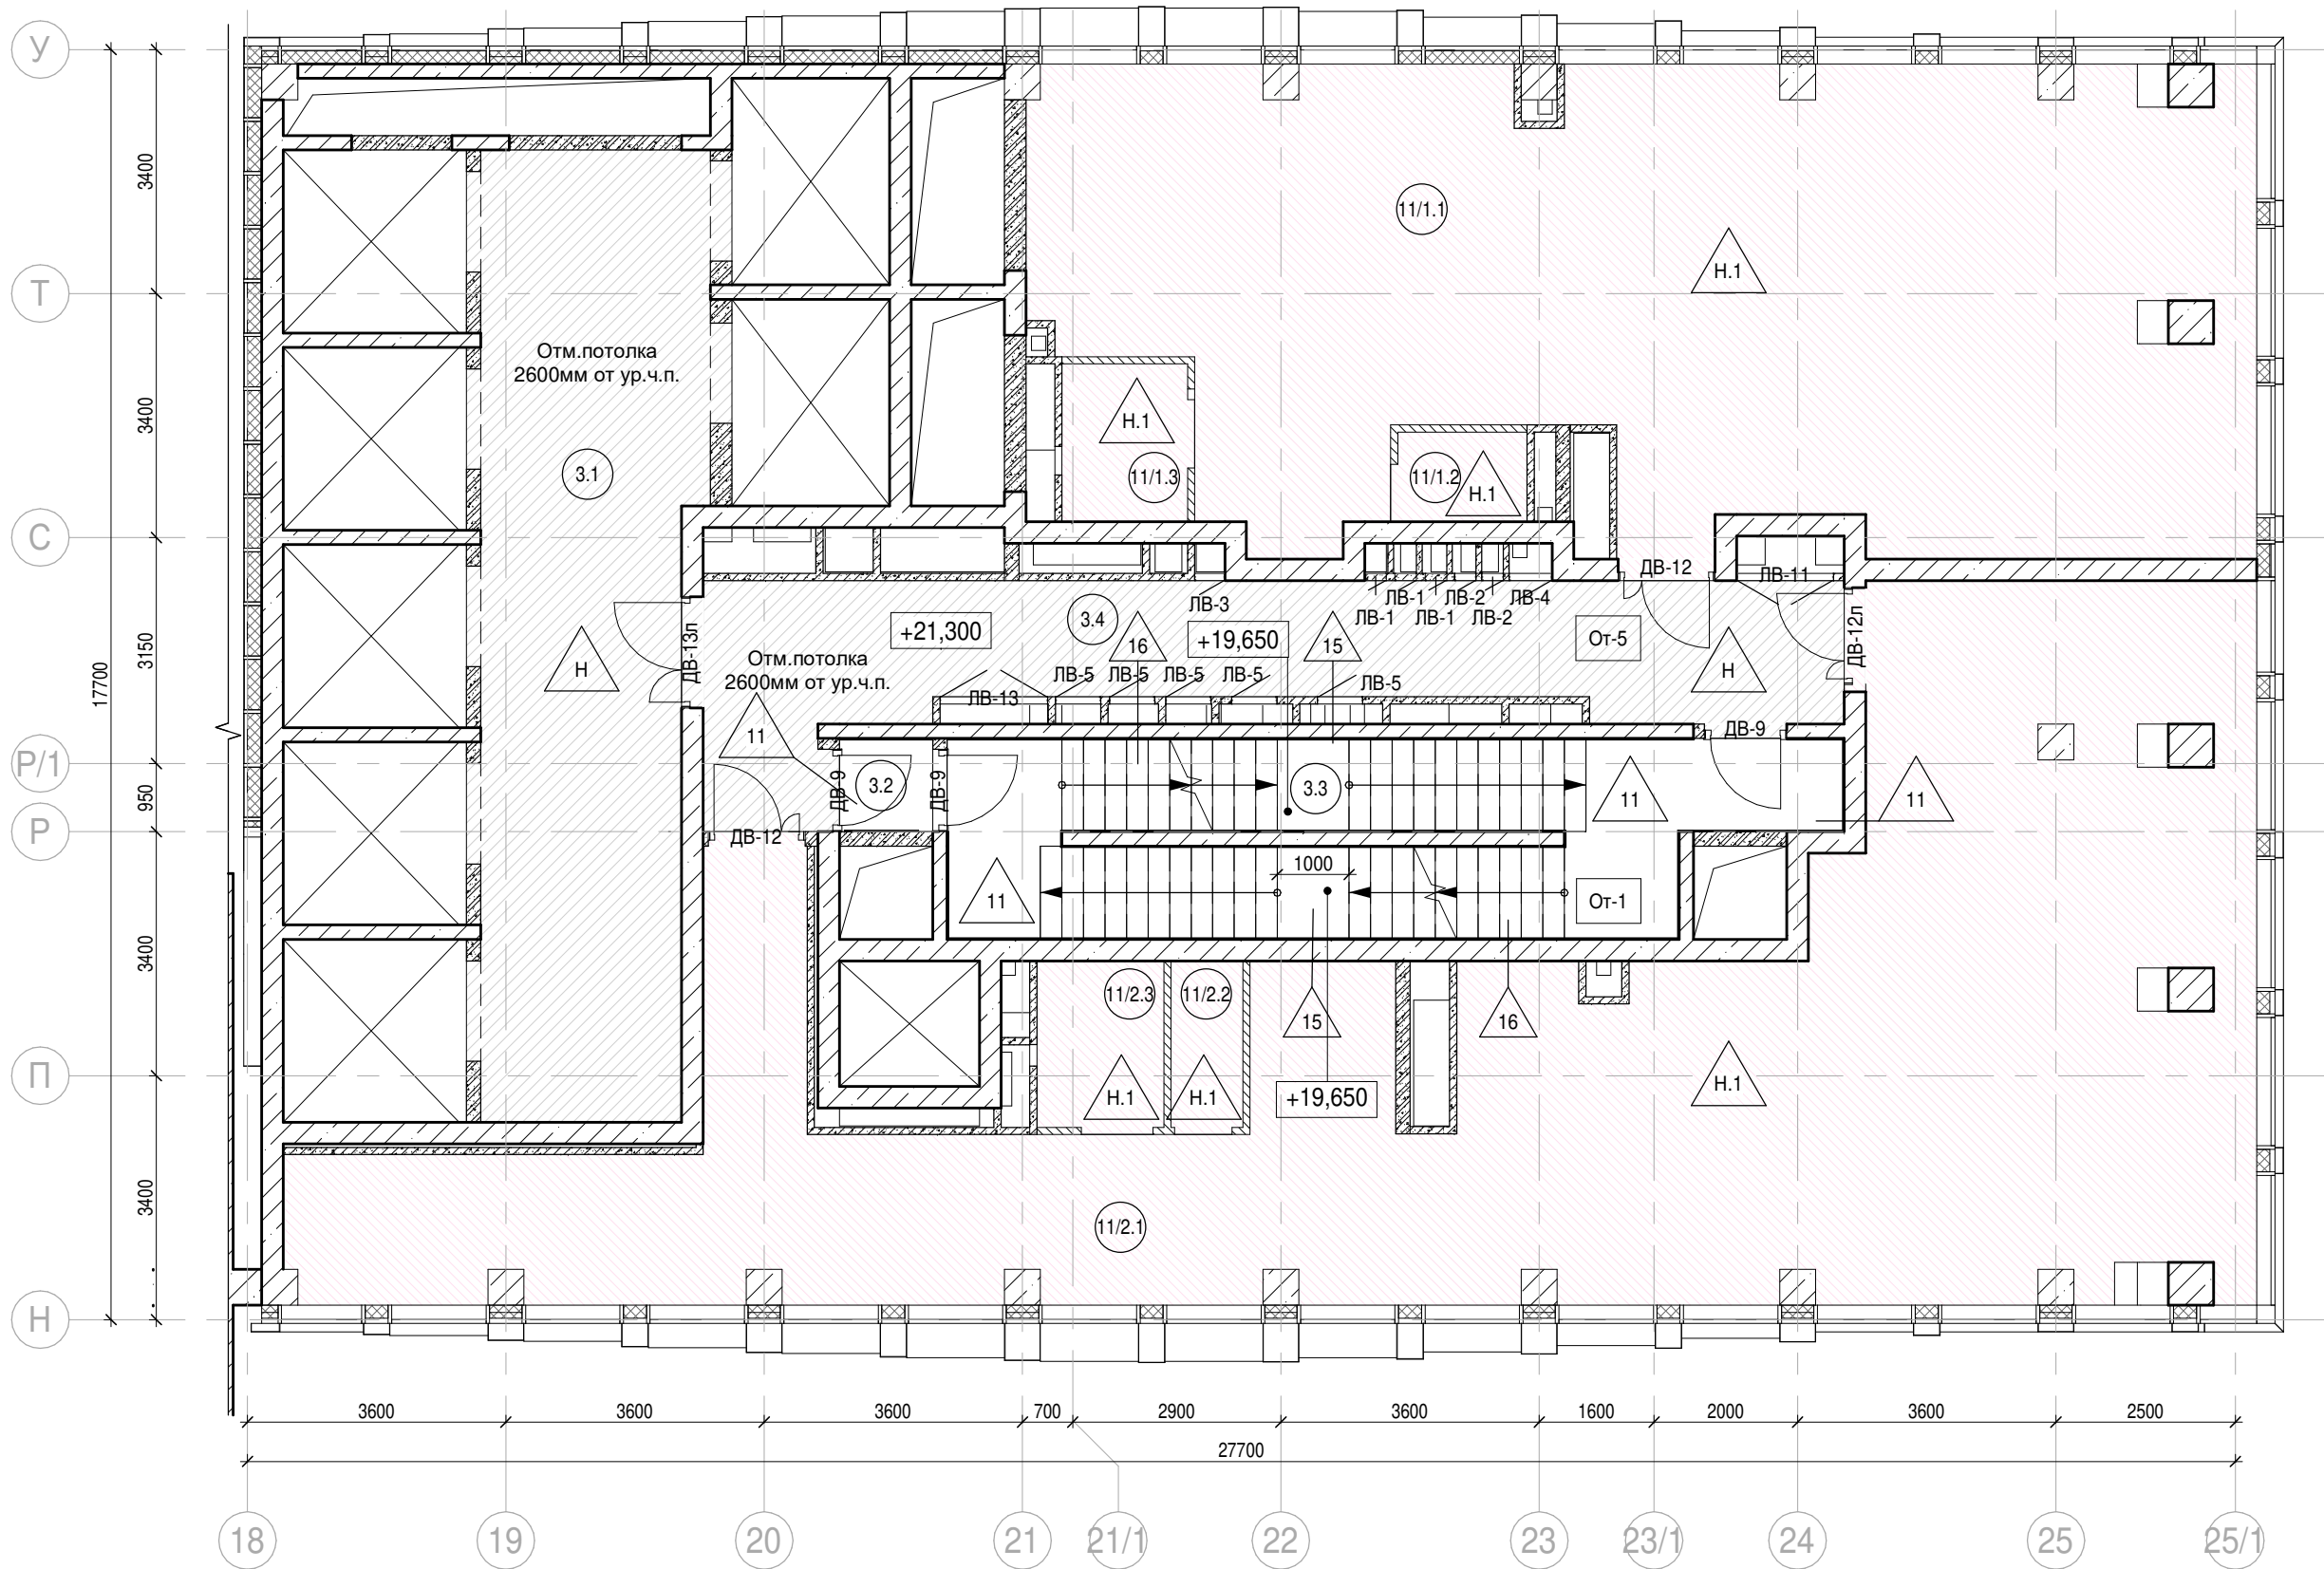 У
Т
С
Р/1
Р
П
Н
3400
3400
3150
950
3400
3400
17700
Отм.потолка
2600мм от ур.ч.п.
3.1
Н
11/1.1
Н.1
Н.1
11/1.3
11/1.2
Н.1
ДВ-12
ЛВ-11
ДВ-12л
ДВ-13л
+21,300
3.4
ЛВ-3
+19,650
16
15
ЛВ-1
ЛВ-2
ЛВ-4
ЛВ-1
ЛВ-1
ЛВ-2
От-5
Н
Отм.потолка
2600мм от ур.ч.п.
ЛВ-13
ЛВ-5
ЛВ-5
ЛВ-5
ЛВ-5
ЛВ-5
11
ДВ-9
ДВ-9
3.2
ДВ-9
3.3
11
11
ДВ-12
1000
11
От-1
11/2.3
11/2.2
15
16
Н.1
Н.1
+19,650
Н.1
11/2.1
3600
3600
3600
700
2900
3600
1600
2000
3600
2500
27700
18
19
20
21
21/1
22
23
23/1
24
25
25/1